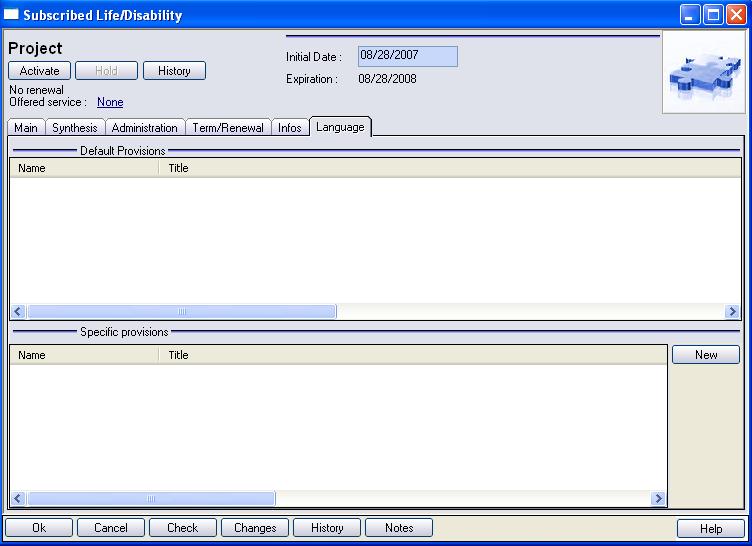 Subscribed Life/Disability
Project
Initial Date : 08/28/2007
Activate Hold History
Expiration : 08/28/2008
No renewal
Offered service : None
Main Synthesis Administration Term/Renewal Infos Language
Default Provisions
Name Title
Specific provisions
Name Title
New
Ok Cancel Check Changes History Notes Help